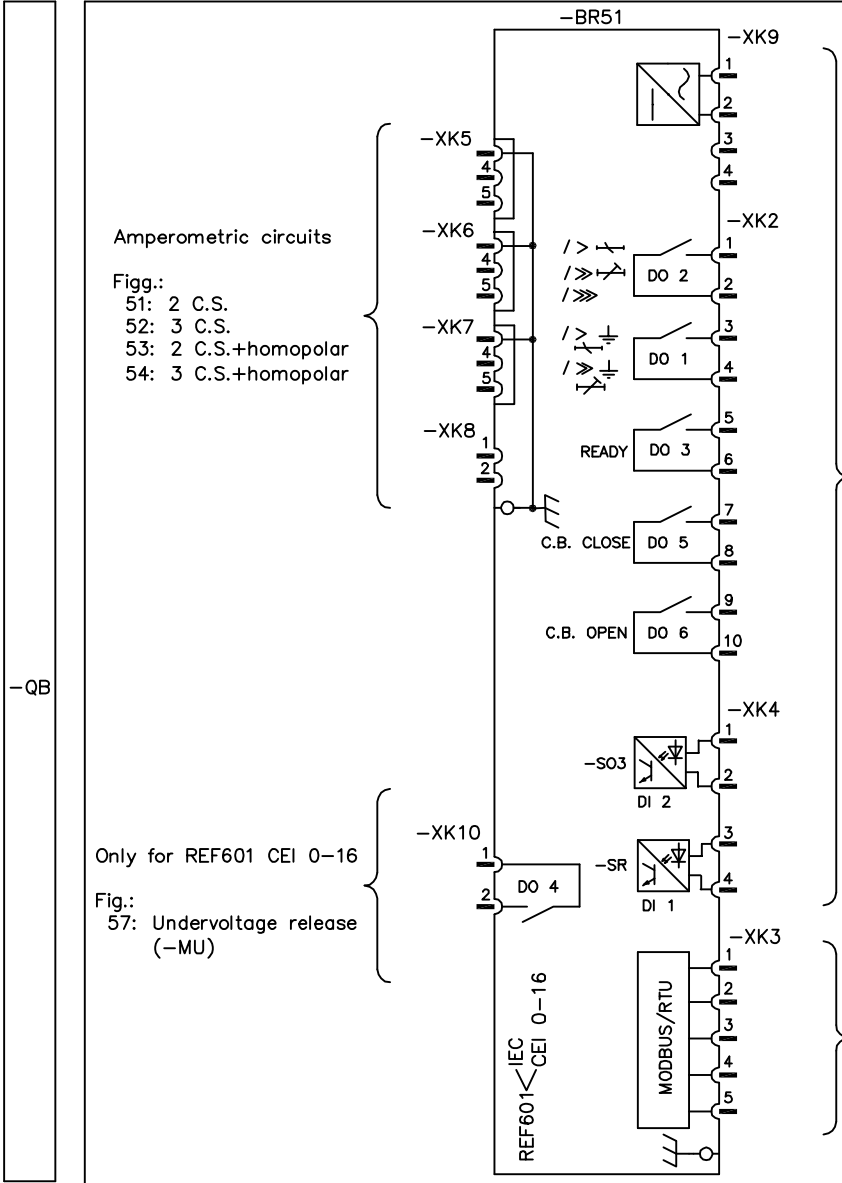 -BR51
-XK9
1
2
3
4
-XK5
4
5
-XK6
4
5
-XK7
4
5
-XK8
1
2
Amperometric circuits
Figg.:
51: 2 C.S.
52: 3 C.S.
53: 2 C.S.+homopolar
54: 3 C.S.+homopolar
-XK2
/>
/>>
/>>>
DO 2
1
2
/>
/>>
DO 1
3
4
READY
DO 3
5
6
C.B. CLOSE
DO 5
7
8
C.B. OPEN
DO 6
9
10
-QB
-XK4
-SO3
DI 2
1
2
-SR
DI 1
3
4
Only for REF601 CEI 0-16
Fig.:
57: Undervoltage release
(-MU)
-XK10
1
2
DO 4
-XK3
1
2
3
4
5
MODBUS/RTU
REF601<
IEC
CEI 0-16